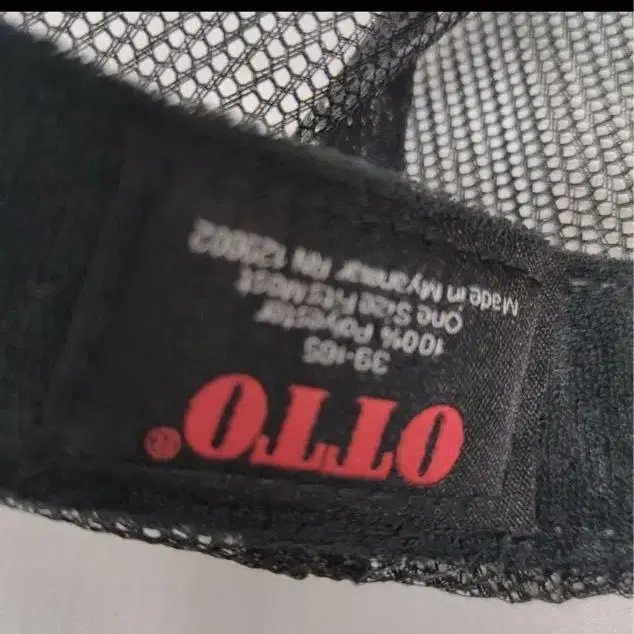 OTTO®
39-165
100% Polyester
One Size Fits Most
Made in Myanmar RN